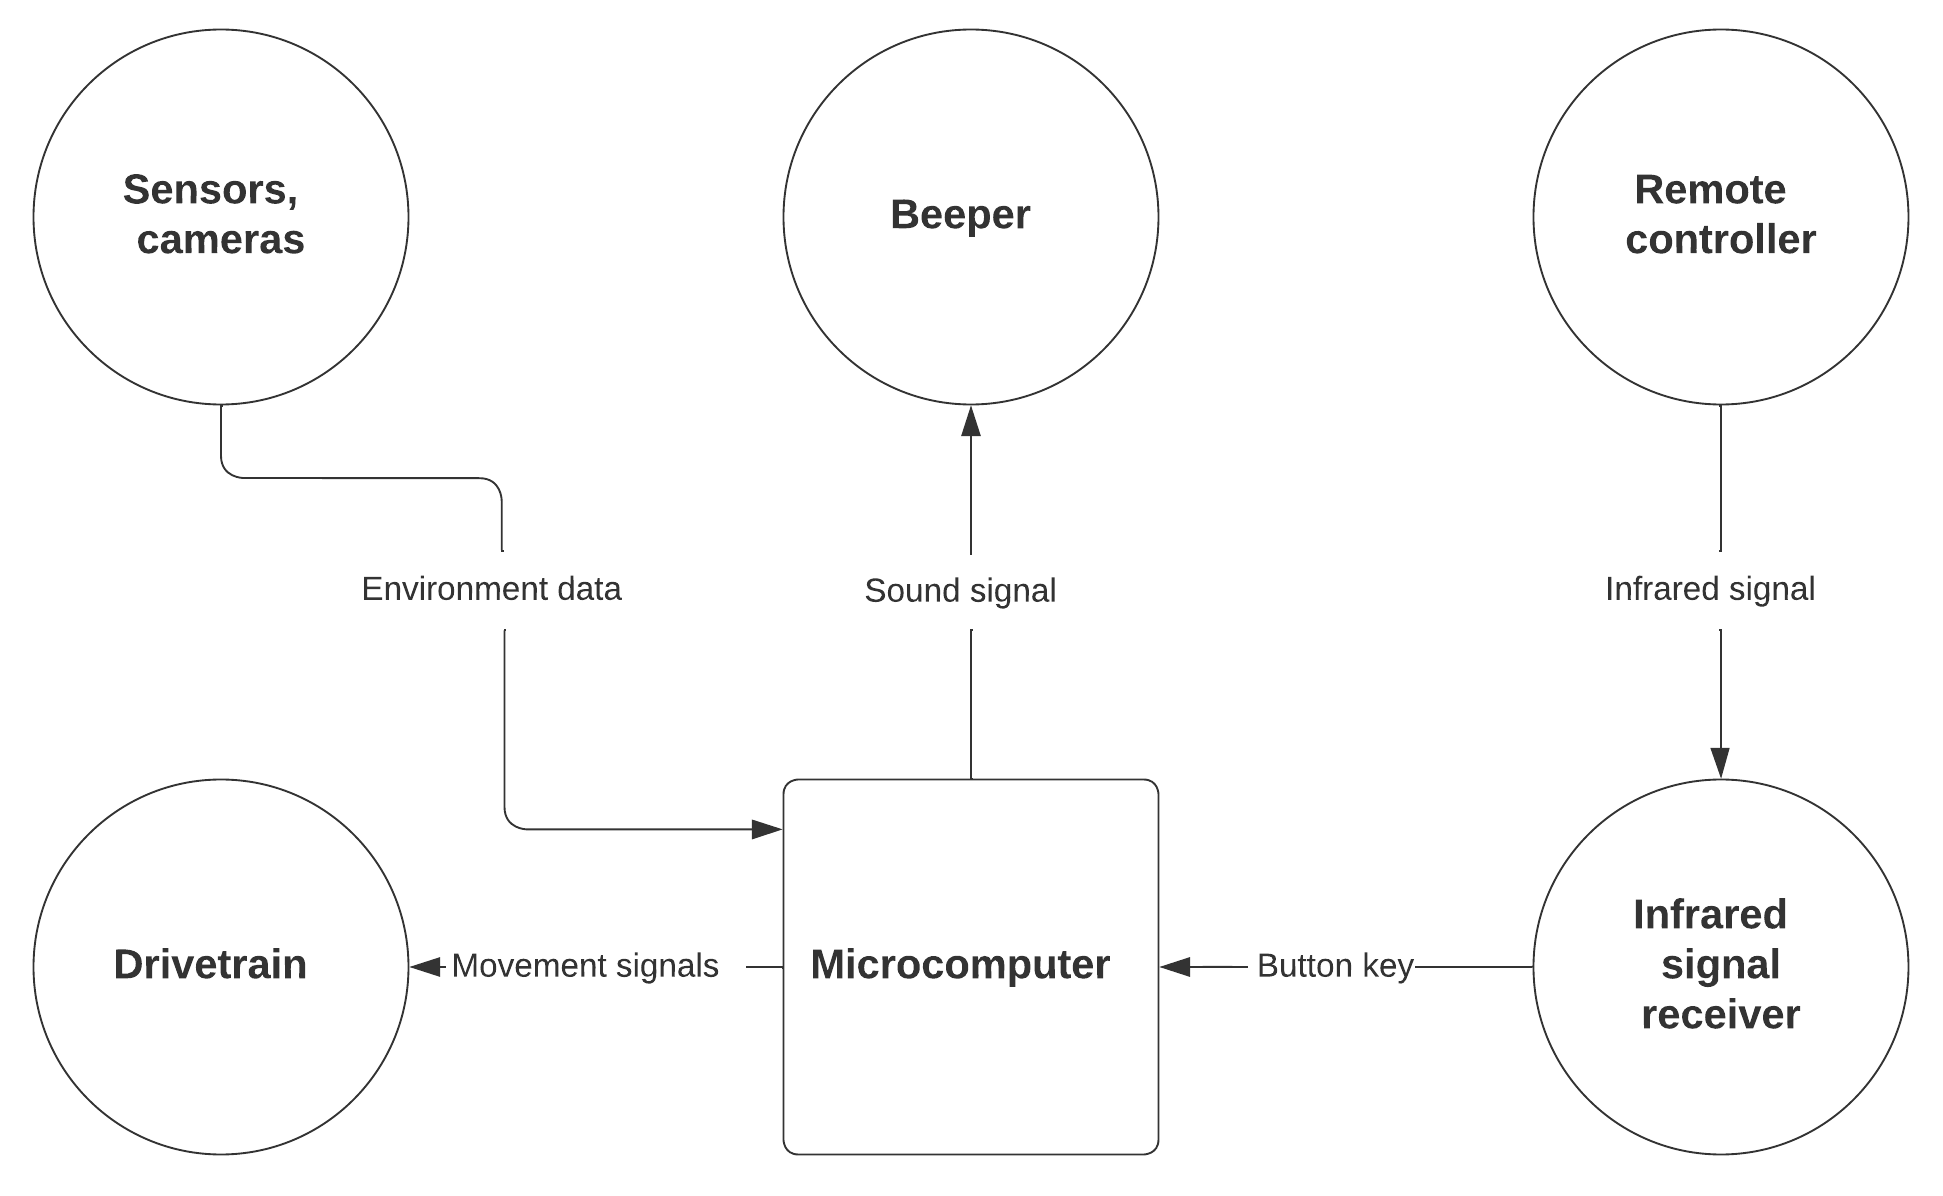 Sensors,
cameras
Beeper
Remote
controller
Environment data
Sound signal
Infrared signal
Drivetrain
Movement signals
Microcomputer
Button key
Infrared
signal
receiver